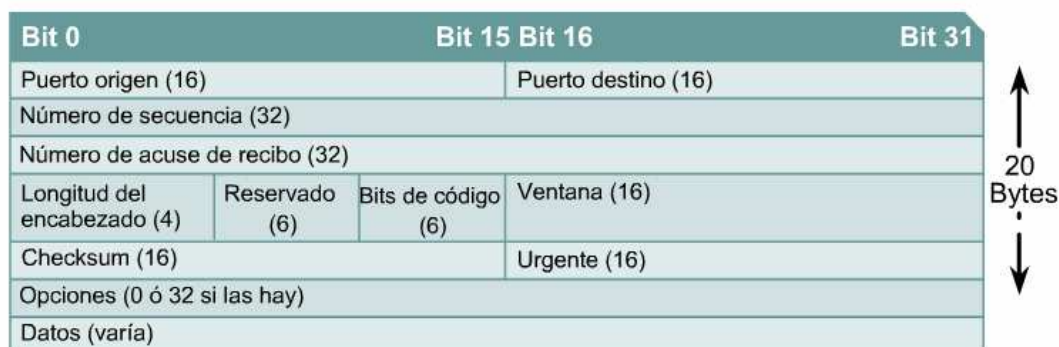 Bit 0 Bit 15 Bit 16 Bit 31
Puerto origen (16) Puerto destino (16)
Número de secuencia (32)
Número de acuse de recibo (32)
Longitud del
encabezado (4)
Reservado
(6)
Bits de código
(6)
Ventana (16)
20
Bytes
Checksum (16) Urgente (16)
Opciones (0 ó 32 si las hay)
Datos (varía)